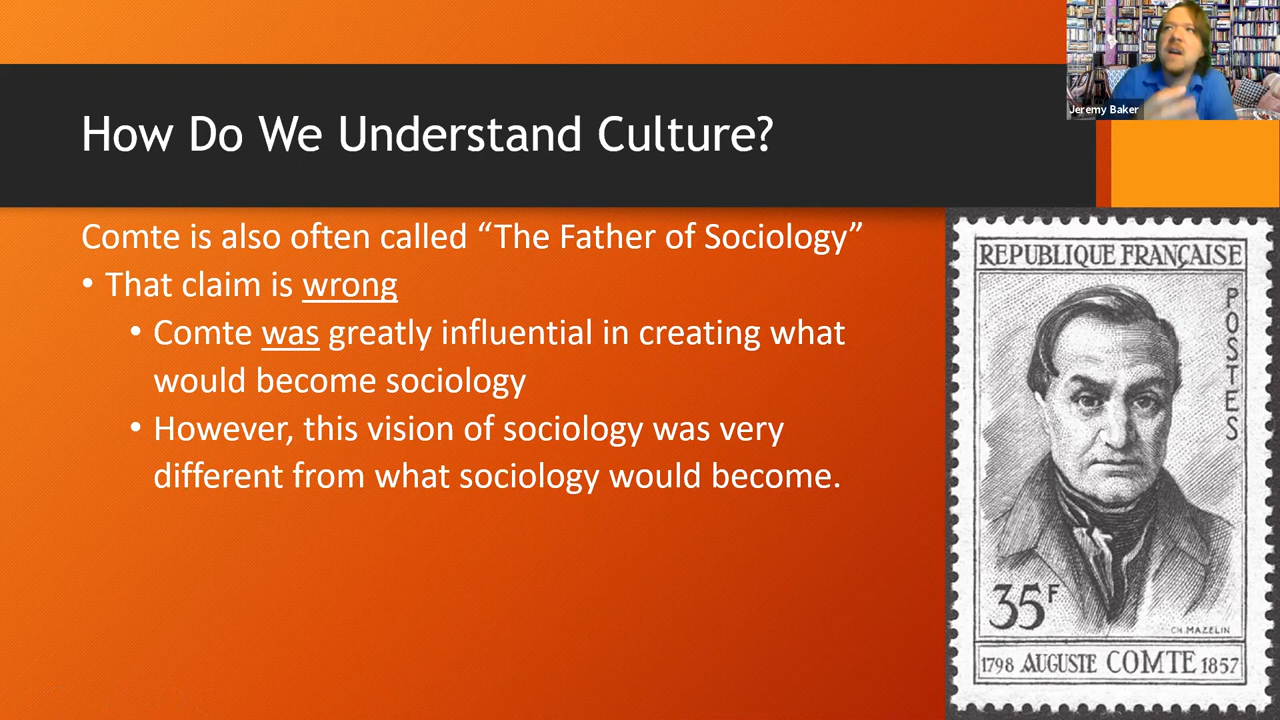 How Do We Understand Culture?
Jeremy Baker
Comte is also often called “The Father of Sociology”
• That claim is wrong
• Comte was greatly influential in creating what
would become sociology
• However, this vision of sociology was very
different from what sociology would become.
REPUBLIQUE FRANÇAISE
POSTES
35F
CH. MAZELIN
1798 AUGUSTE COMTE 1857